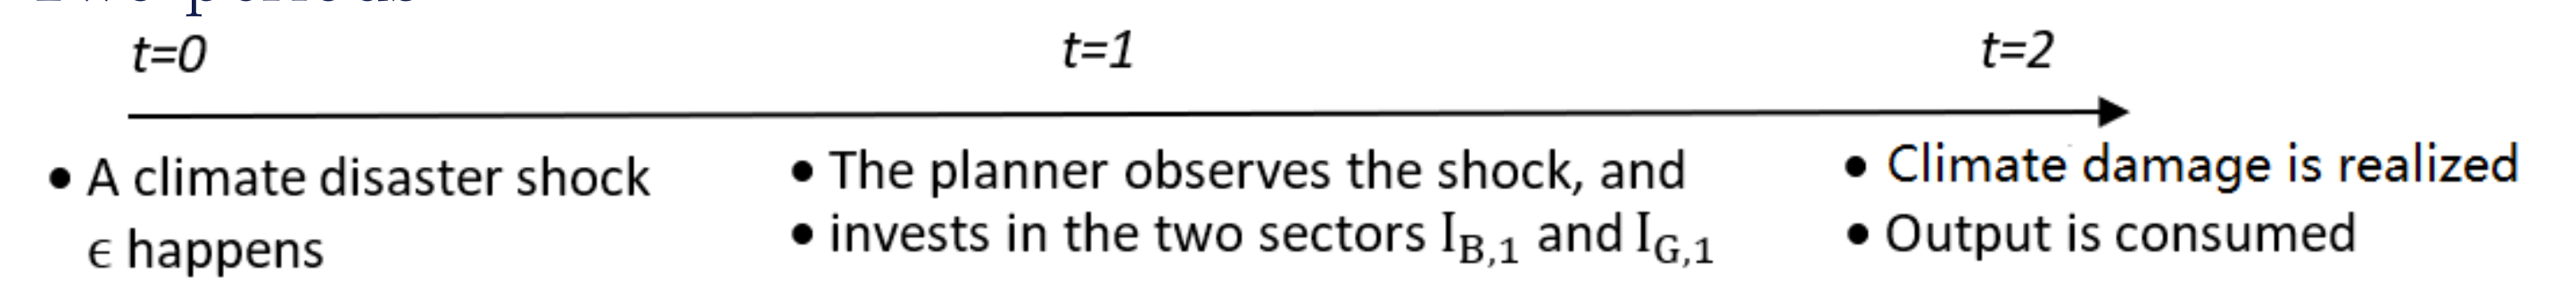 t=0 t=1 t=2
• A climate disaster shock
ϵ happens
• The planner observes the shock, and
• invests in the two sectors I_B,1 and I_G,1
• Climate damage is realized
• Output is consumed